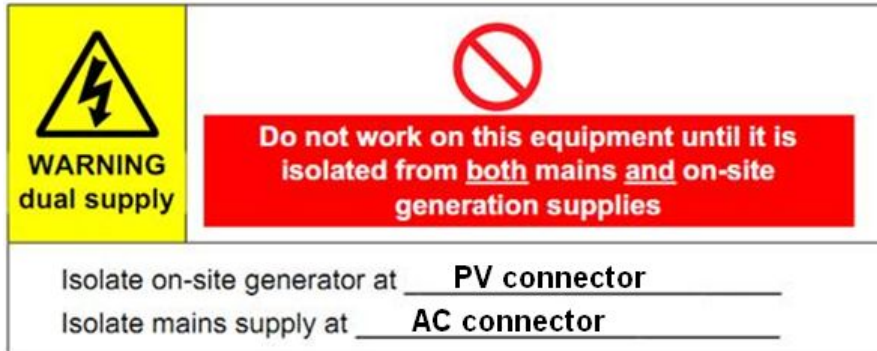 WARNING
dual supply
Do not work on this equipment until it is
isolated from both mains and on-site
generation supplies
Isolate on-site generator at PV connector
Isolate mains supply at AC connector